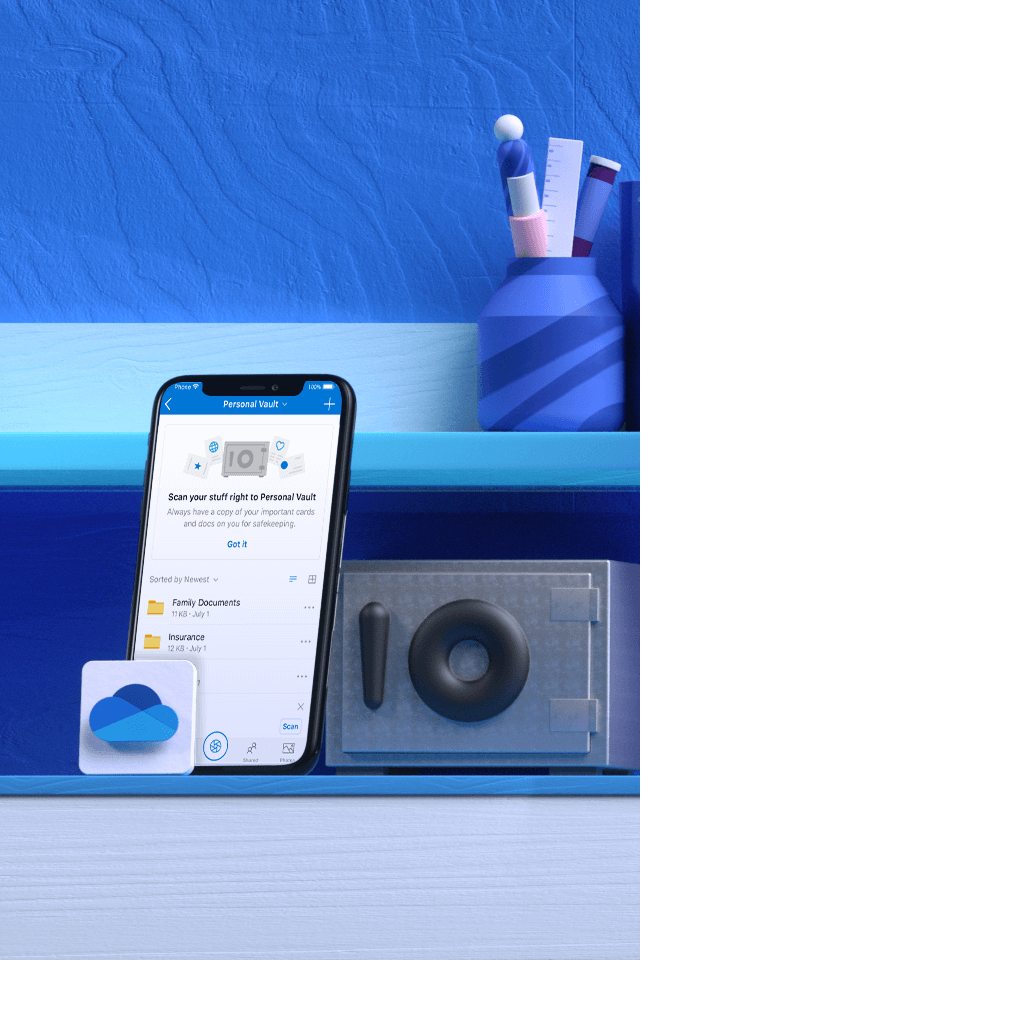 Phone
100%
Personal Vault
Scan your stuff right to Personal Vault
Always have a copy of your important cards
and docs on you for safekeeping.
Got it
Sorted by Newest
Family Documents
11 KB · July 1
Insurance
12 KB · July 1
Scan
Shared
Photos